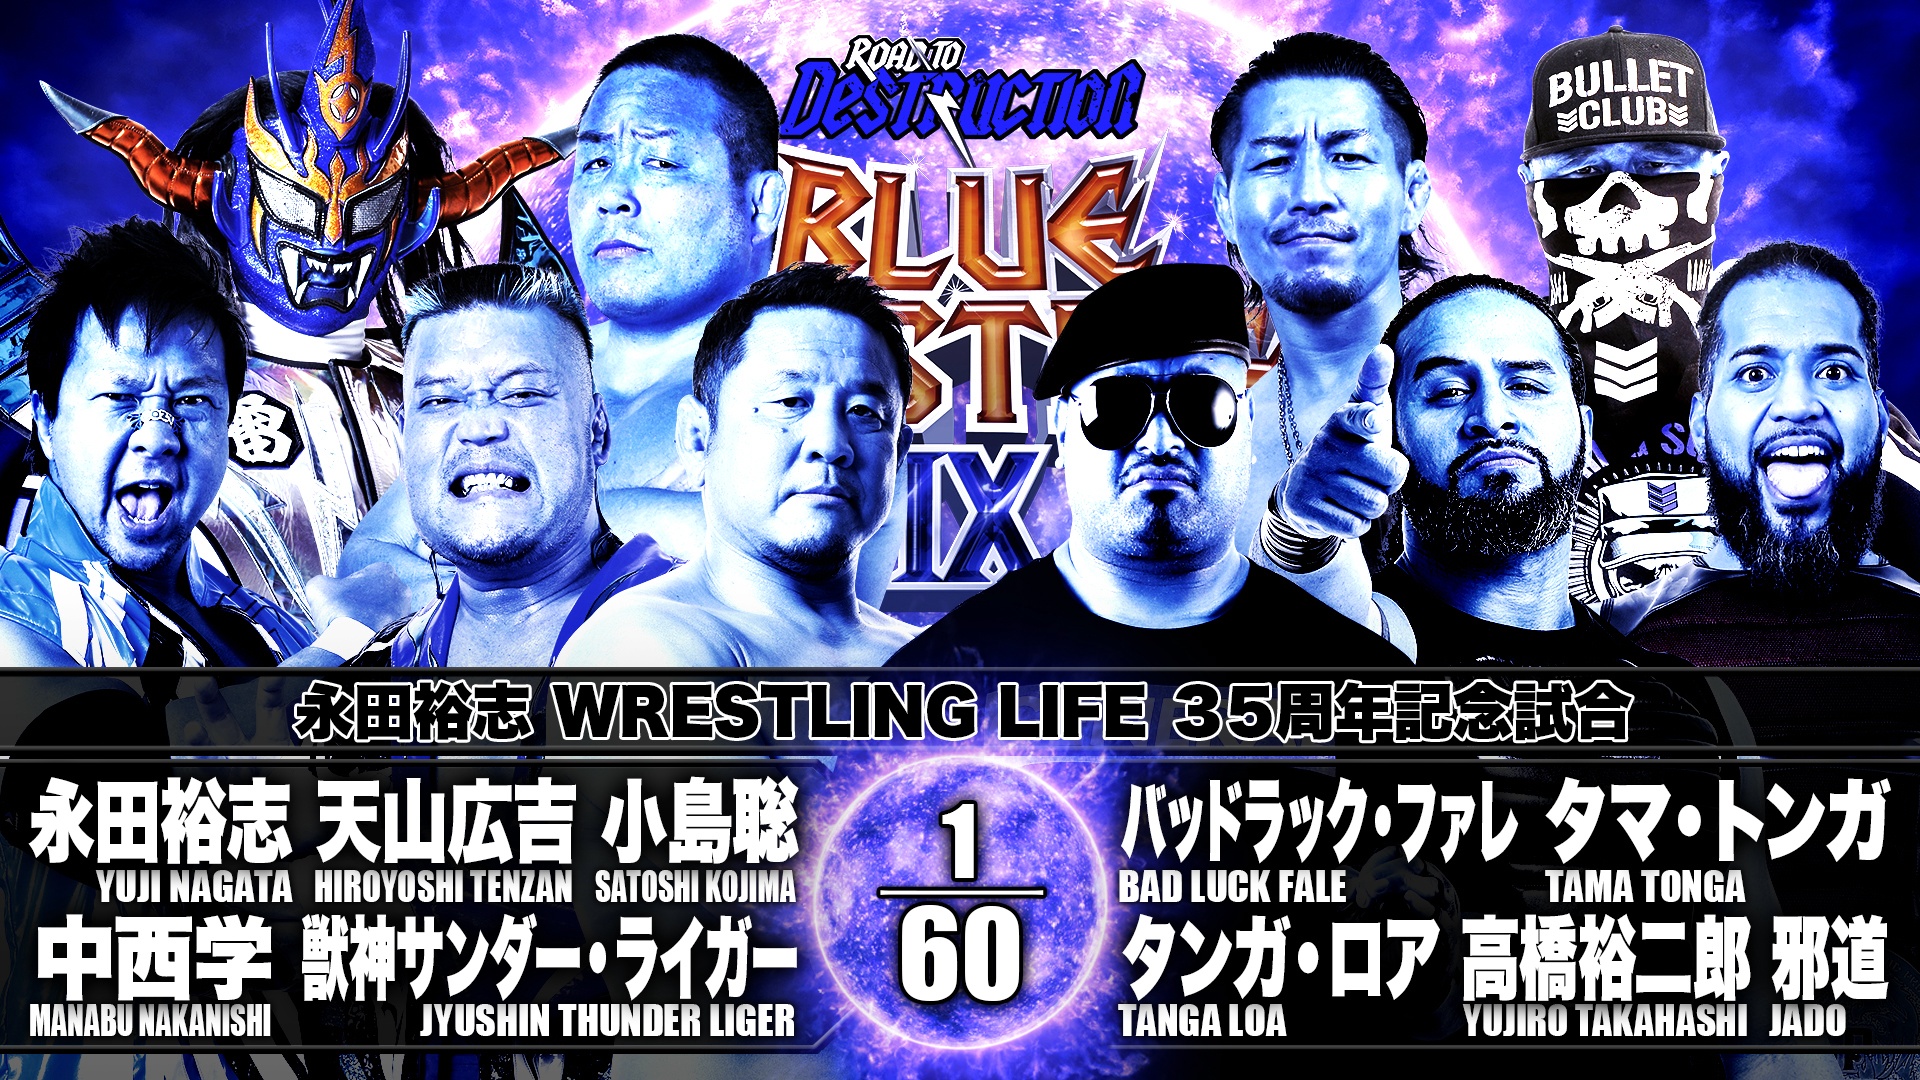 ROAD TO
DESTRUCTION
BLUE
IX
BULLET
CLUB
雷
永田裕志 WRESTLING LIFE 35周年記念試合
永田裕志 天山広吉 小島聡
YUJI NAGATA HIROYOSHI TENZAN SATOSHI KOJIMA
中西学 獣神サンダー・ライガー
MANABU NAKANISHI JYUSHIN THUNDER LIGER
1
60
バッドラック・ファレ タマ・トンガ
BAD LUCK FALE TAMA TONGA
タンガ・ロア 高橋裕二郎 邪道
TANGA LOA YUJIRO TAKAHASHI JADO